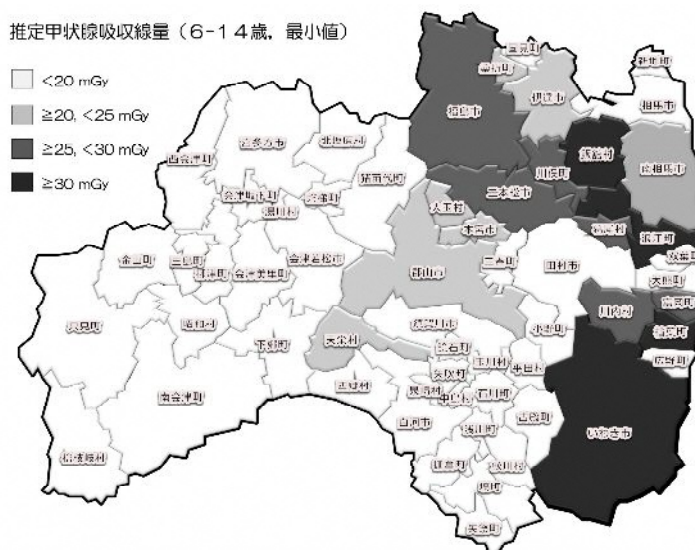 推定甲状腺吸収線量（6-14歳，最小値）
<20 mGy
≧20, <25 mGy
≧25, <30 mGy
≧30 mGy
国見町
桑折町
新地町
伊達市
相馬市
福島市
飯舘村
川俣町
南相馬市
喜多方市
北塩原村
西会津町
猪苗代町
二本松市
会津坂下町
磐梯町
大玉村
葛尾村
浪江町
湯川村
本宮市
双葉町
金山町
三島町
会津若松市
三春町
田村市
大熊町
柳津町
会津美里町
郡山市
富岡町
川内村
只見町
昭和村
須賀川市
小野町
楢葉町
下郷町
天栄村
鏡石町
広野町
玉川村
平田村
西郷村
矢吹町
泉崎村
中島村
石川町
南会津町
白河市
古殿町
浅川町
いわき市
檜枝岐村
棚倉町
鮫川村
塙町
矢祭町